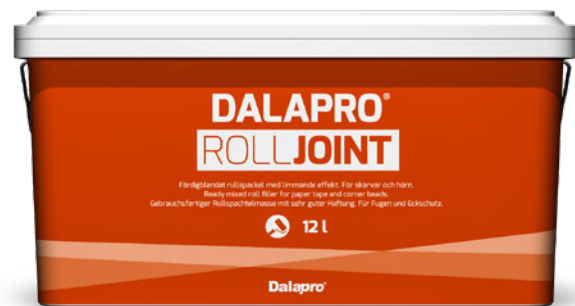 DALAPRO®
ROLLJOINT
Färdigblandat rullspackel med limmande effekt. För skarvar och hörn.
Ready mixed roll filler for paper tape and corner beads.
Gebrauchsfertiger Rollspachtelmasse mit sehr guter Haftung. Für Fugen und Eckschutz.
12 l
Dalapro®